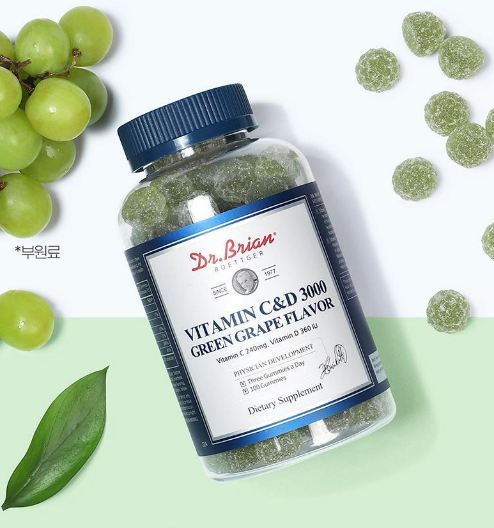 *부원료
Dr.Brian®
ROETTGER
SINCE 1977
VITAMIN C&D 3000
GREEN GRAPE FLAVOR
Vitamin C 240mg, Vitamin D 360 IU
PHYSICIAN DEVELOPMENT
Three Gummies a Day
100 Gummies
Dietary Supplement